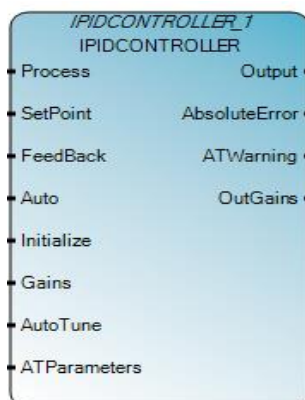 IPIDCONTROLLER_1
IPIDCONTROLLER
Process Output
SetPoint AbsoluteError
FeedBack ATWarning
Auto OutGains
Initialize
Gains
AutoTune
ATParameters